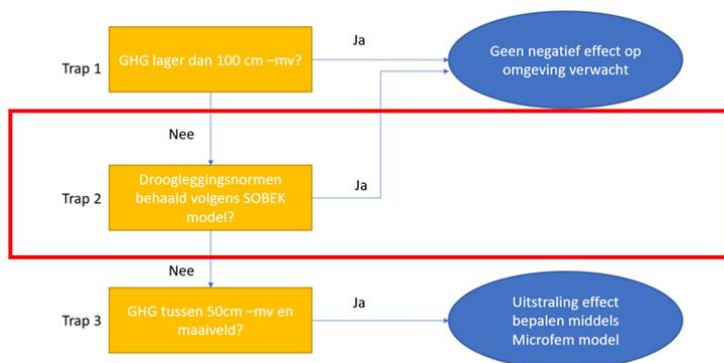 Ja
Trap 1
GHG lager dan 100 cm –mv?
Geen negatief effect op
omgeving verwacht
Nee
Trap 2
Droogleggingsnormen
behaald volgens SOBEK
model?
Ja
Nee
Trap 3
GHG tussen 50cm –mv en
maaiveld?
Ja
Uitstraling effect
bepalen middels
Microfem model